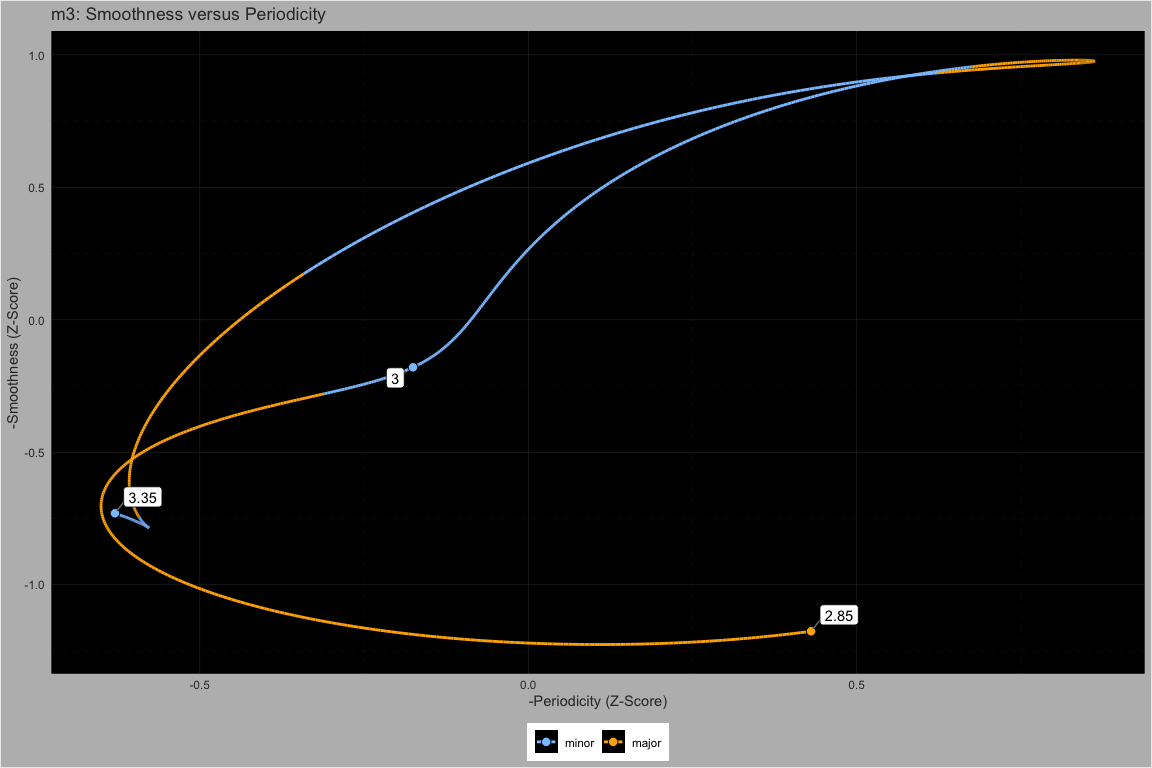 m3: Smoothness versus Periodicity
1.0
0.5
0.0
-0.5
-1.0
-Smoothness (Z-Score)
3
3.35
2.85
-0.5
0.0
0.5
-Periodicity (Z-Score)
minor
major